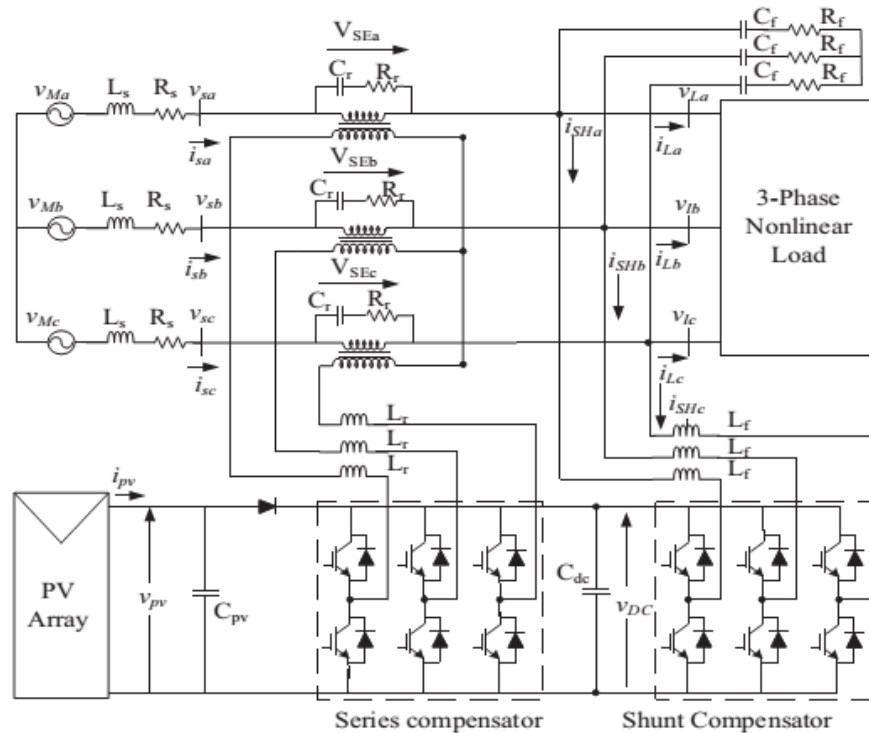 V_SEa
C_f R_f
C_f R_f
C_f R_f
C_r R_r
v_Ma L_s R_s v_sa
v_La
i_sa
i_SHa
i_La
V_SEb
C_r R_r
v_Mb L_s R_s v_sb
v_Ib
3-Phase
Nonlinear
Load
i_sb
i_SHb
i_Lb
V_SEc
C_r R_r
v_Mc L_s R_s v_sc
v_Ic
i_sc
i_Lc
i_SHc
L_r
L_r
L_r
L_f
L_f
L_f
i_pv
PV
Array
v_pv
C_pv
C_dc
v_DC
Series compensator
Shunt Compensator